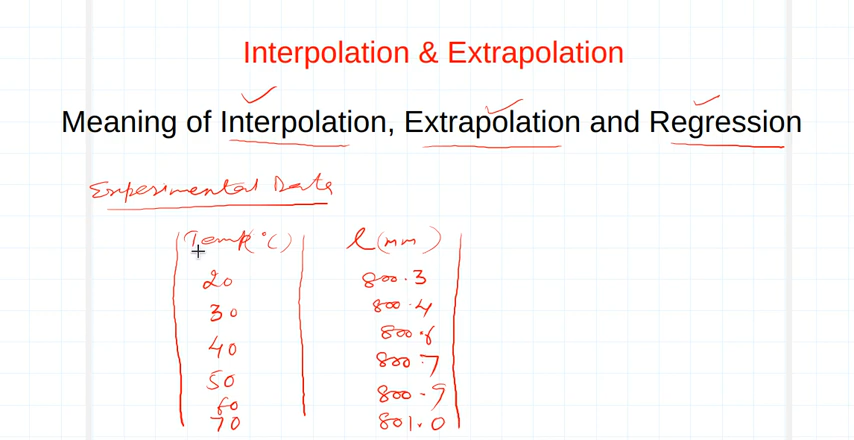 Interpolation & Extrapolation
Meaning of Interpolation, Extrapolation and Regression
Experimental Data
Temp(°C) l(mm)
20 800.3
30 800.4
40 800.6
50 800.7
60 800.9
70 801.0